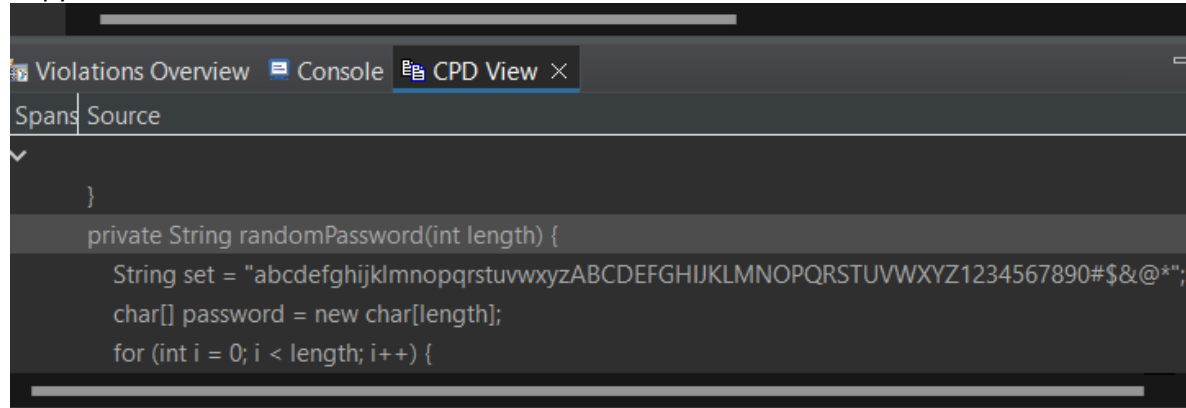 Violations Overview Console CPD View
Spans Source
}
private String randomPassword(int length) {
String set = "abcdefghijklmnopqrstuvwxyzABCDEFGHIJKLMNOPQRSTUVWXYZ1234567890#$&@*";
char[] password = new char[length];
for (int i = 0; i < length; i++) {